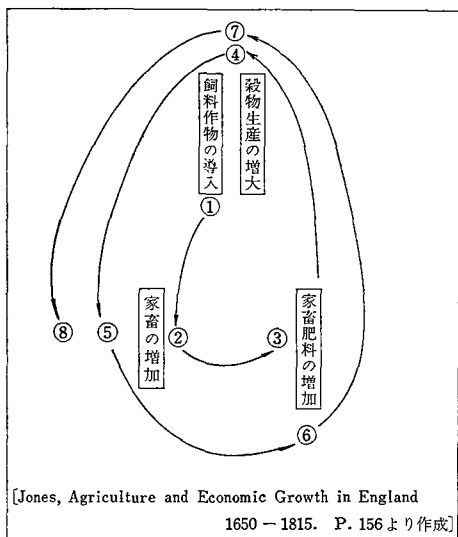 ⑦
④
飼料作物の導入
穀物生産の増大
①
家畜の増加
家畜肥料の増加
⑧
⑤
②
③
⑥
[Jones, Agriculture and Economic Growth in England
1650－1815. P. 156より作成]